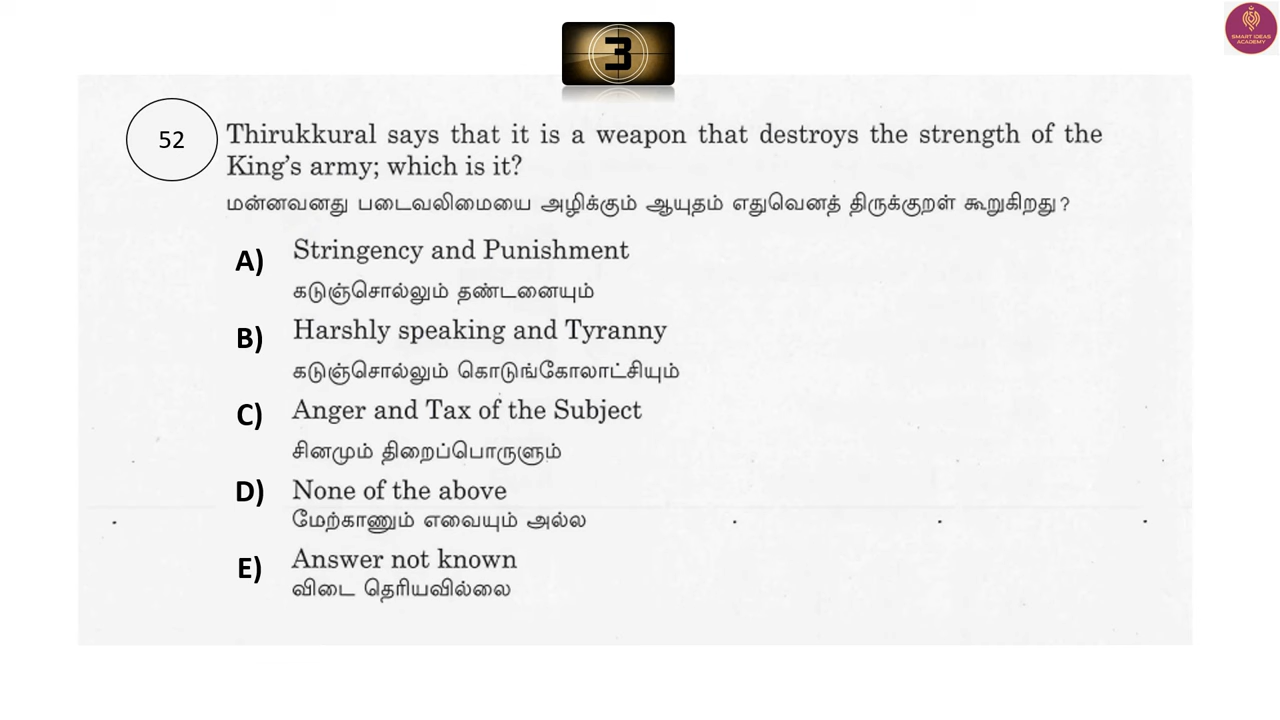 3
SMART IDEAS
ACADEMY
52
Thirukkural says that it is a weapon that destroys the strength of the
King's army; which is it?
மன்னவனது படைவலிமையை அழிக்கும் ஆயுதம் எதுவெனத் திருக்குறள் கூறுகிறது?
A) Stringency and Punishment
கடுஞ்சொல்லும் தண்டனையும்
B) Harshly speaking and Tyranny
கடுஞ்சொல்லும் கொடுங்கோலாட்சியும்
C) Anger and Tax of the Subject
சினமும் திறைப்பொருளும்
D) None of the above
மேற்காணும் எவையும் அல்ல
E) Answer not known
விடை தெரியவில்லை